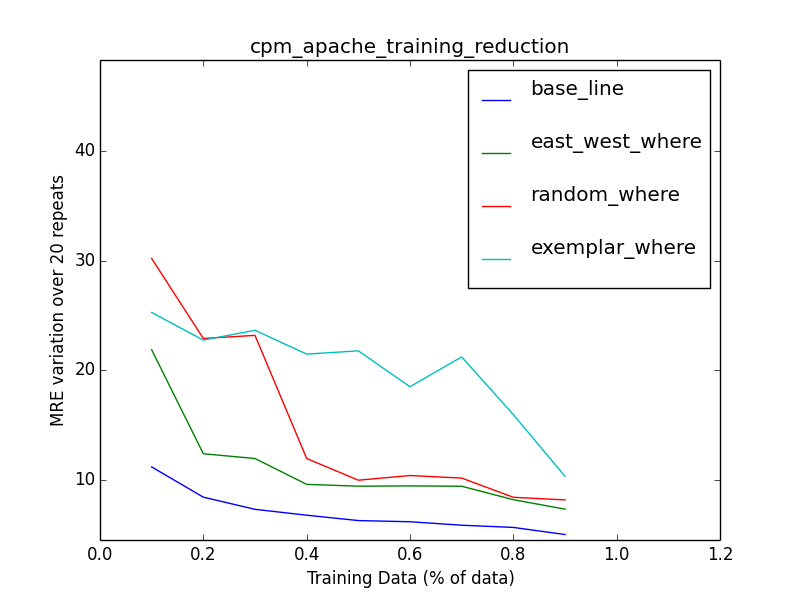 cpm_apache_training_reduction
base_line
east_west_where
random_where
exemplar_where
MRE variation over 20 repeats
40
30
20
10
0.0 0.2 0.4 0.6 0.8 1.0 1.2
Training Data (% of data)